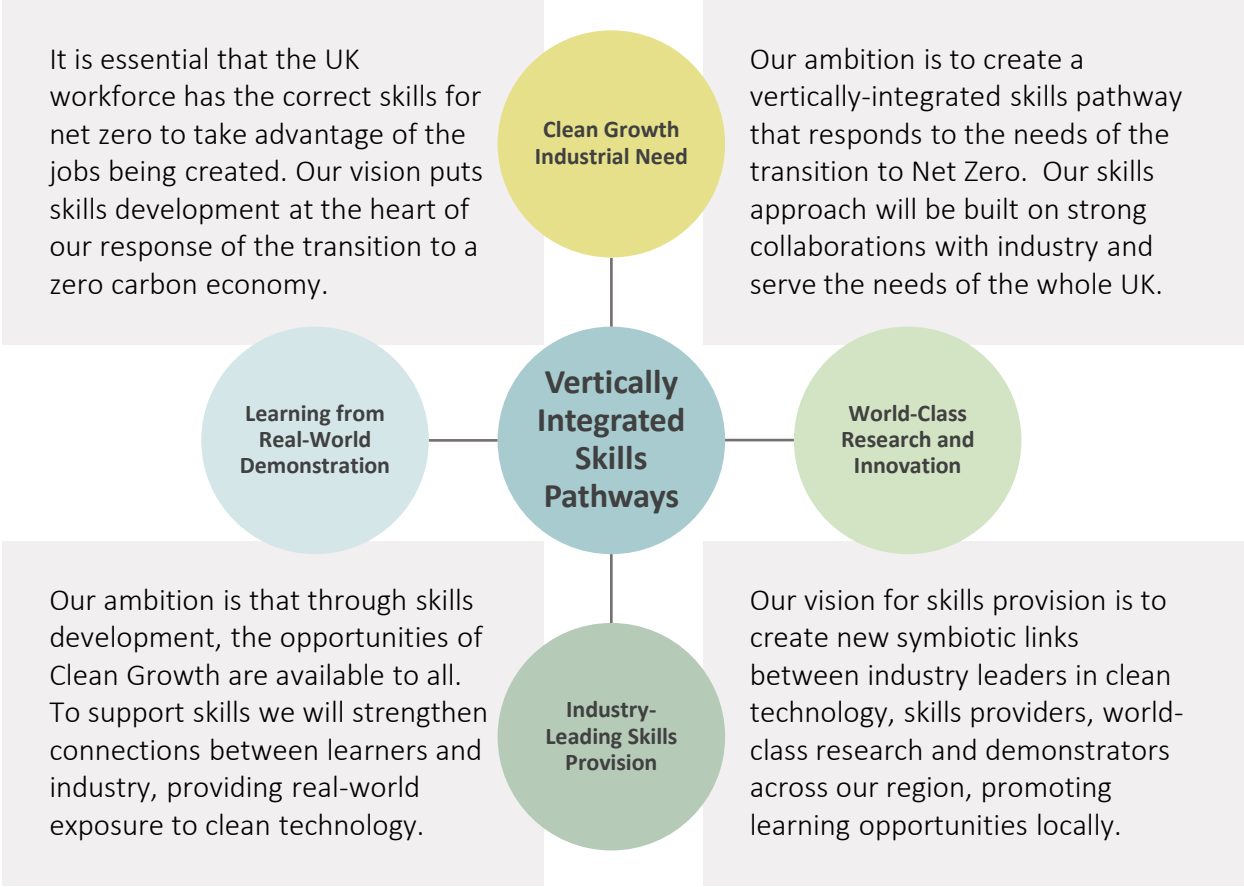 It is essential that the UK
workforce has the correct skills for
net zero to take advantage of the
jobs being created. Our vision puts
skills development at the heart of
our response of the transition to a
zero carbon economy.
Clean Growth
Industrial Need
Our ambition is to create a
vertically-integrated skills pathway
that responds to the needs of the
transition to Net Zero.  Our skills
approach will be built on strong
collaborations with industry and
serve the needs of the whole UK.
Learning from
Real-World
Demonstration
Vertically
Integrated
Skills
Pathways
World-Class
Research and
Innovation
Our ambition is that through skills
development, the opportunities of
Clean Growth are available to all.
To support skills we will strengthen
connections between learners and
industry, providing real-world
exposure to clean technology.
Industry-
Leading Skills
Provision
Our vision for skills provision is to
create new symbiotic links
between industry leaders in clean
technology, skills providers, world-
class research and demonstrators
across our region, promoting
learning opportunities locally.